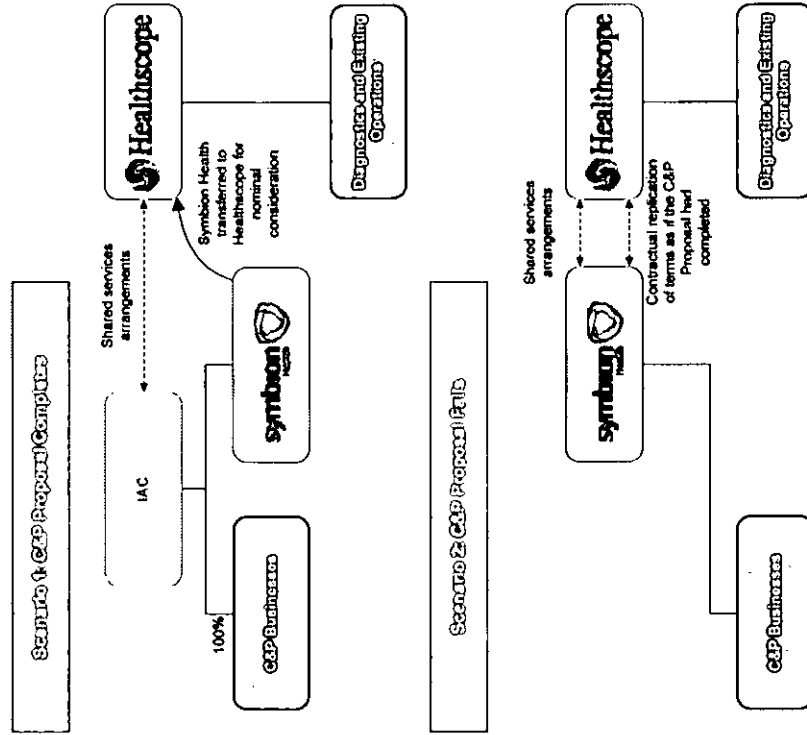 Scenario 1: C&P Proposal Completes
IAC
Shared services
arrangements
Healthscope
100%
Symbion Health
transferred to
Healthscope for
nominal
consideration
C&P Businesses
symbion
HEALTH
Diagnostics and Existing
Operations
Scenario 2: C&P Proposal Fails
symbion
HEALTH
Shared services
arrangements
Contractual replication
of terms as if the C&P
Proposal had
completed
Healthscope
C&P Businesses
Diagnostics and Existing
Operations